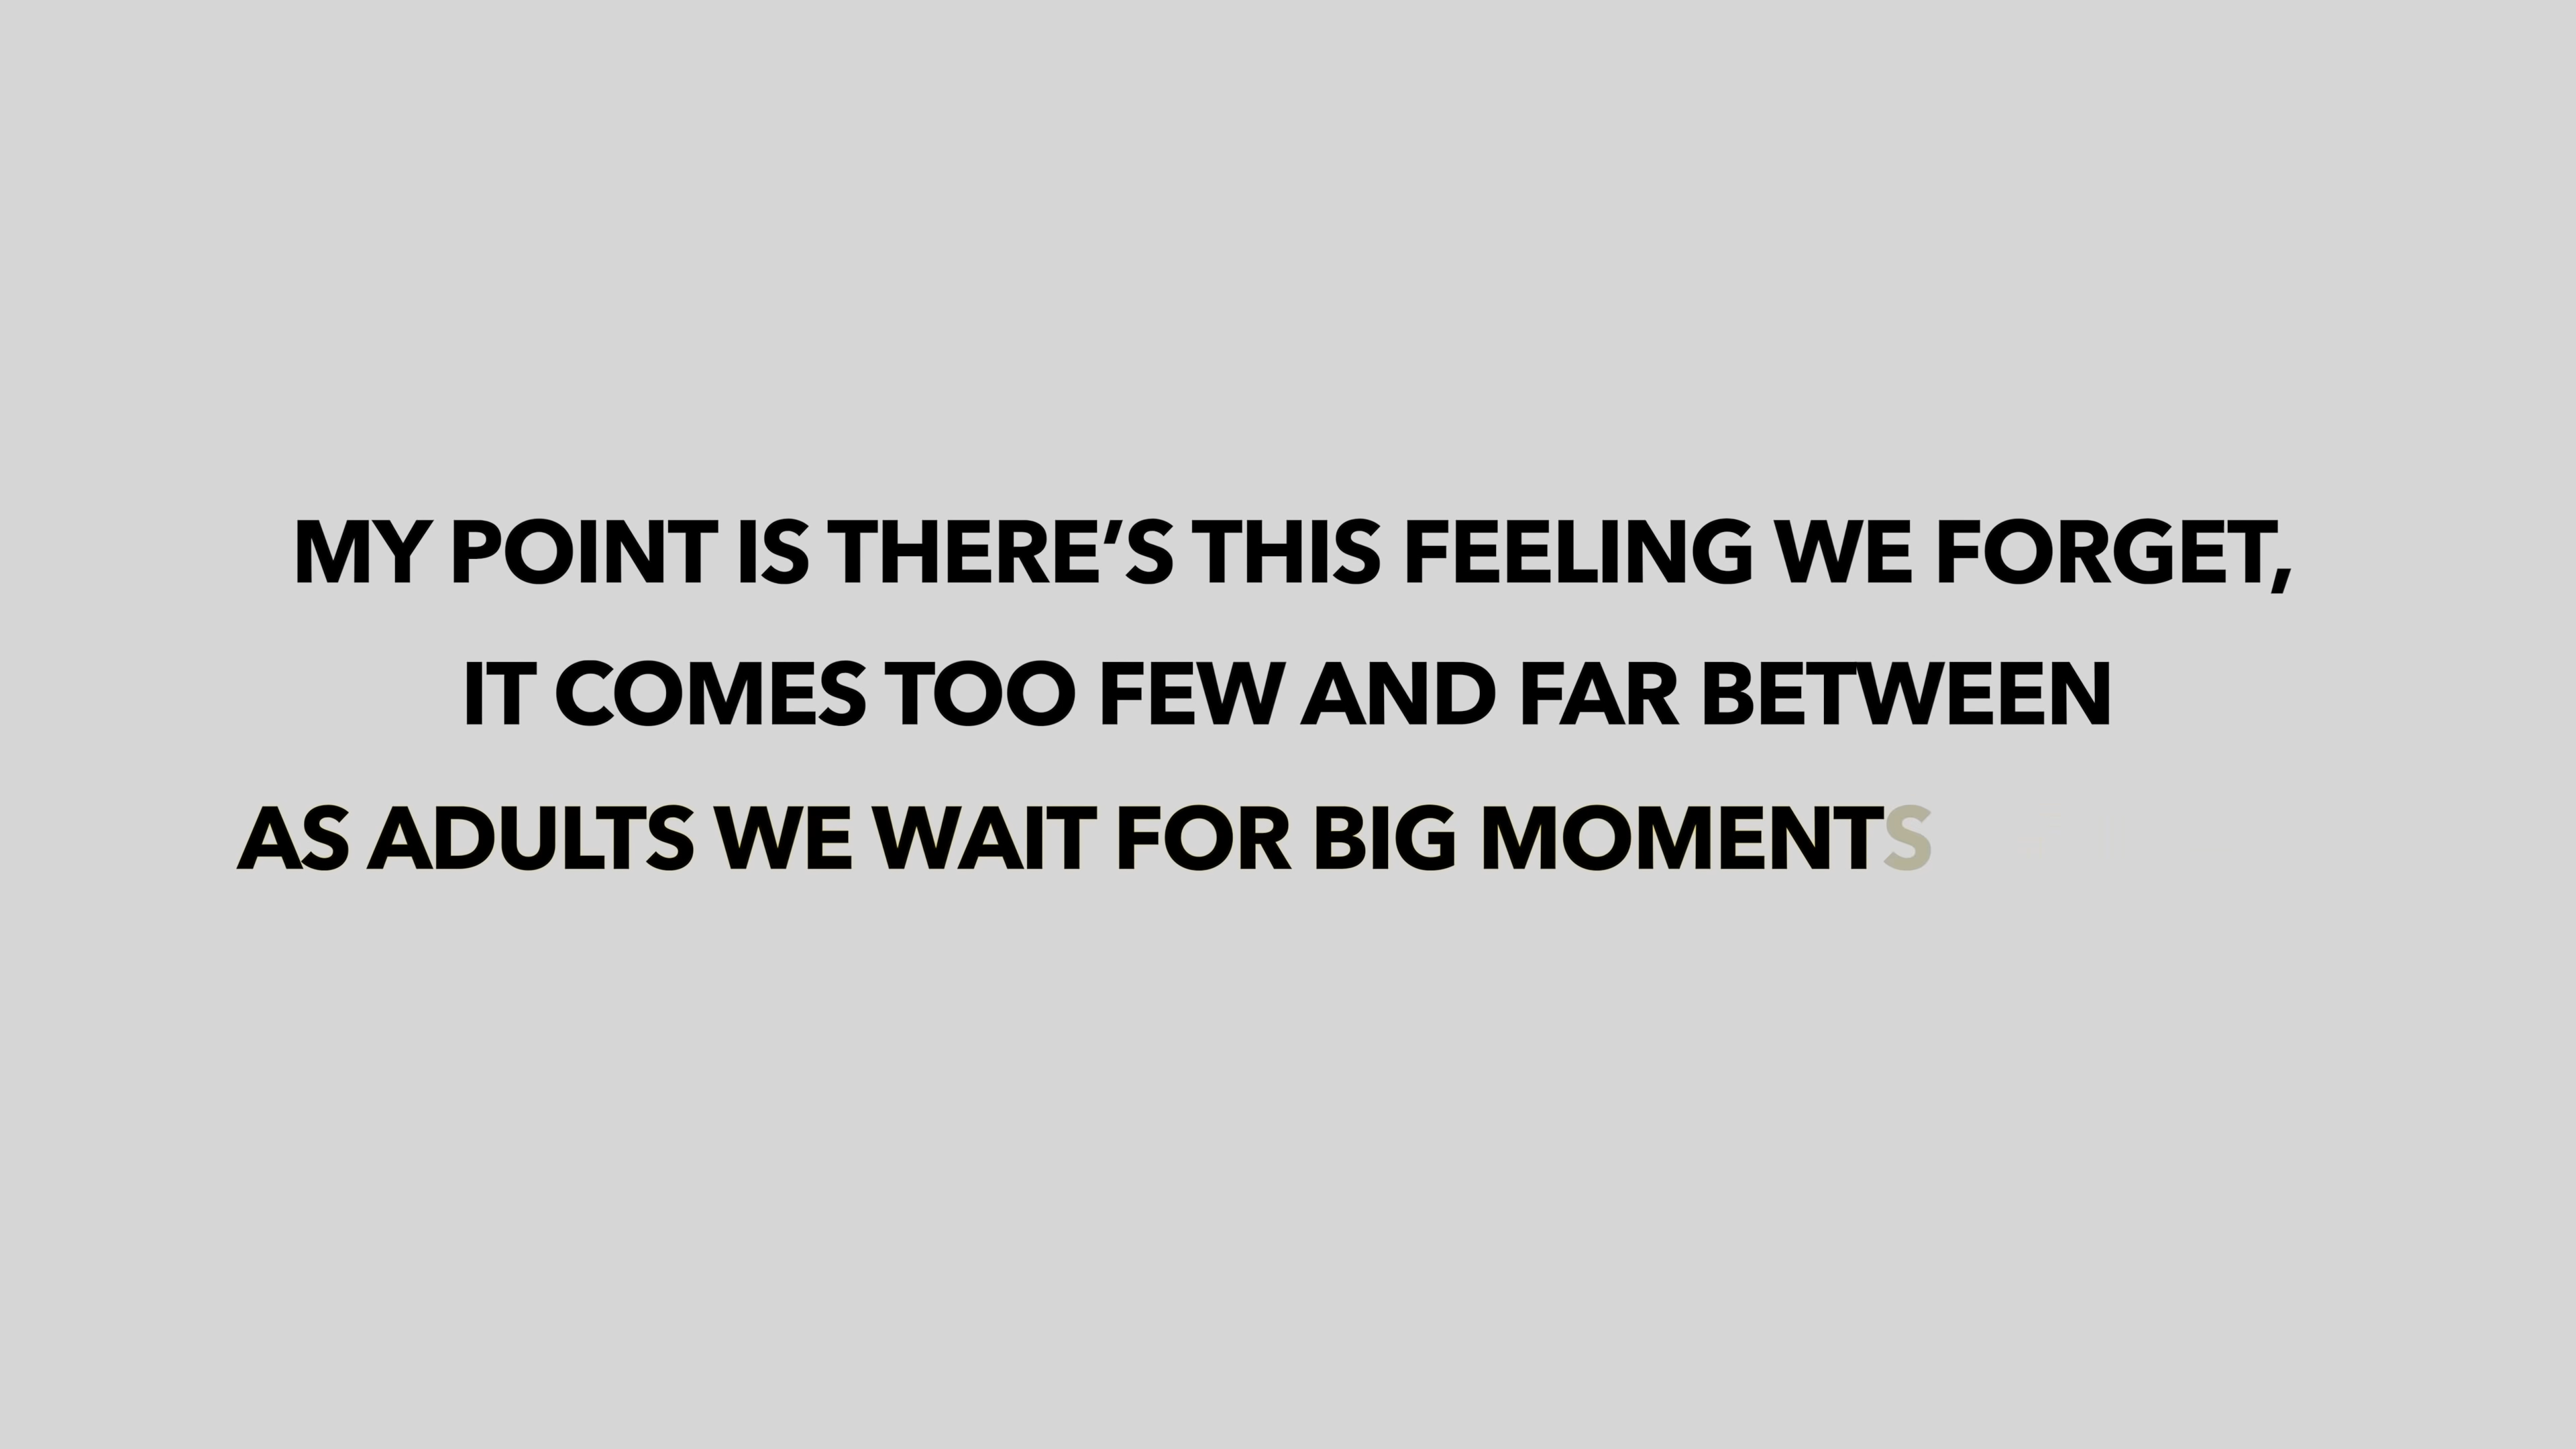 MY POINT IS THERE’S THIS FEELING WE FORGET,
IT COMES TOO FEW AND FAR BETWEEN
AS ADULTS WE WAIT FOR BIG MOMENTS